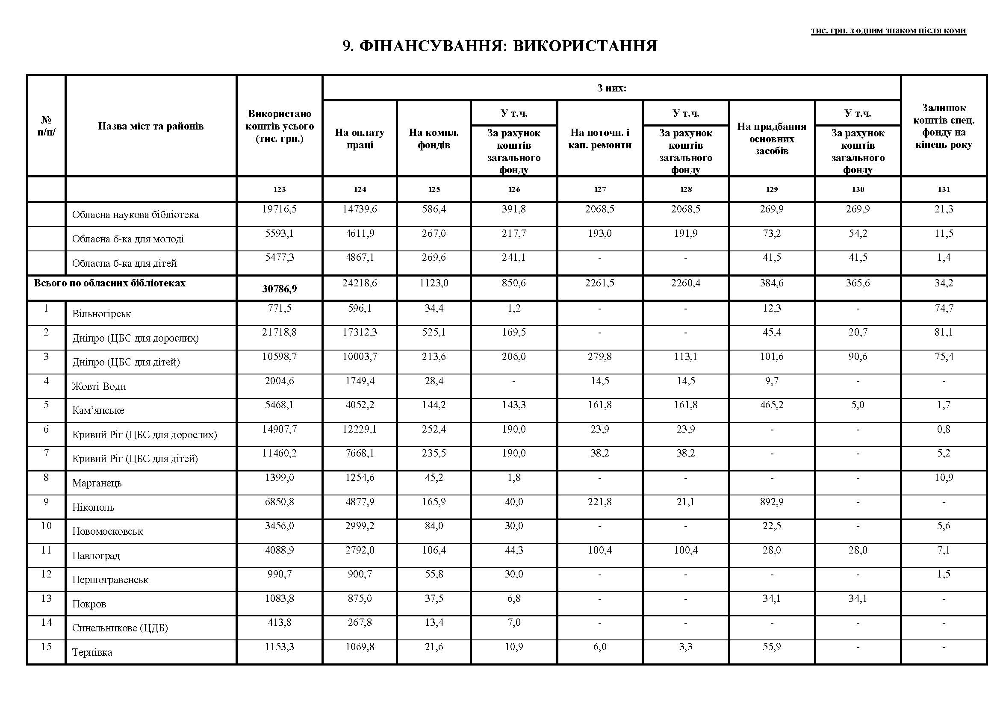 тис. грн. з одним знаком після коми
9. ФІНАНСУВАННЯ: ВИКОРИСТАННЯ
№ п/п/ Назва міст та районів Використано коштів усього (тис. грн.) З них: Залишок коштів спец. фонду на кінець року
На оплату праці На компл. фондів У т.ч. На поточн. і кап. ремонти У т.ч. На придбання основних засобів У т.ч.
За рахунок коштів загального фонду За рахунок коштів загального фонду За рахунок коштів загального фонду
123 124 125 126 127 128 129 130 131
Обласна наукова бібліотека 19716,5 14739,6 586,4 391,8 2068,5 2068,5 269,9 269,9 21,3
Обласна б-ка для молоді 5593,1 4611,9 267,0 217,7 193,0 191,9 73,2 54,2 11,5
Обласна б-ка для дітей 5477,3 4867,1 269,6 241,1 - - 41,5 41,5 1,4
Всього по обласних бібліотеках 30786,9 24218,6 1123,0 850,6 2261,5 2260,4 384,6 365,6 34,2
1 Вільногірськ 771,5 596,1 34,4 1,2 - - 12,3 - 74,7
2 Дніпро (ЦБС для дорослих) 21718,8 17312,3 525,1 169,5 - - 45,4 20,7 81,1
3 Дніпро (ЦБС для дітей) 10598,7 10003,7 213,6 206,0 279,8 113,1 101,6 90,6 75,4
4 Жовті Води 2004,6 1749,4 28,4 - 14,5 14,5 9,7 - -
5 Кам’янське 5468,1 4052,2 144,2 143,3 161,8 161,8 465,2 5,0 1,7
6 Кривий Ріг (ЦБС для дорослих) 14907,7 12229,1 252,4 190,0 23,9 23,9 - - 0,8
7 Кривий Ріг (ЦБС для дітей) 11460,2 7668,1 235,5 190,0 38,2 38,2 - - 5,2
8 Марганець 1399,0 1254,6 45,2 1,8 - - - - 10,9
9 Нікополь 6850,8 4877,9 165,9 40,0 221,8 21,1 892,9 - -
10 Новомосковськ 3456,0 2999,2 84,0 30,0 - - 22,5 - 5,6
11 Павлоград 4088,9 2792,0 106,4 44,3 100,4 100,4 28,0 28,0 7,1
12 Першотравенськ 990,7 900,7 55,8 30,0 - - - - 1,5
13 Покров 1083,8 875,0 37,5 6,8 - - 34,1 34,1 -
14 Синельникове (ЦДБ) 413,8 267,8 13,4 7,0 - - - - -
15 Тернівка 1153,3 1069,8 21,6 10,9 6,0 3,3 55,9 - -